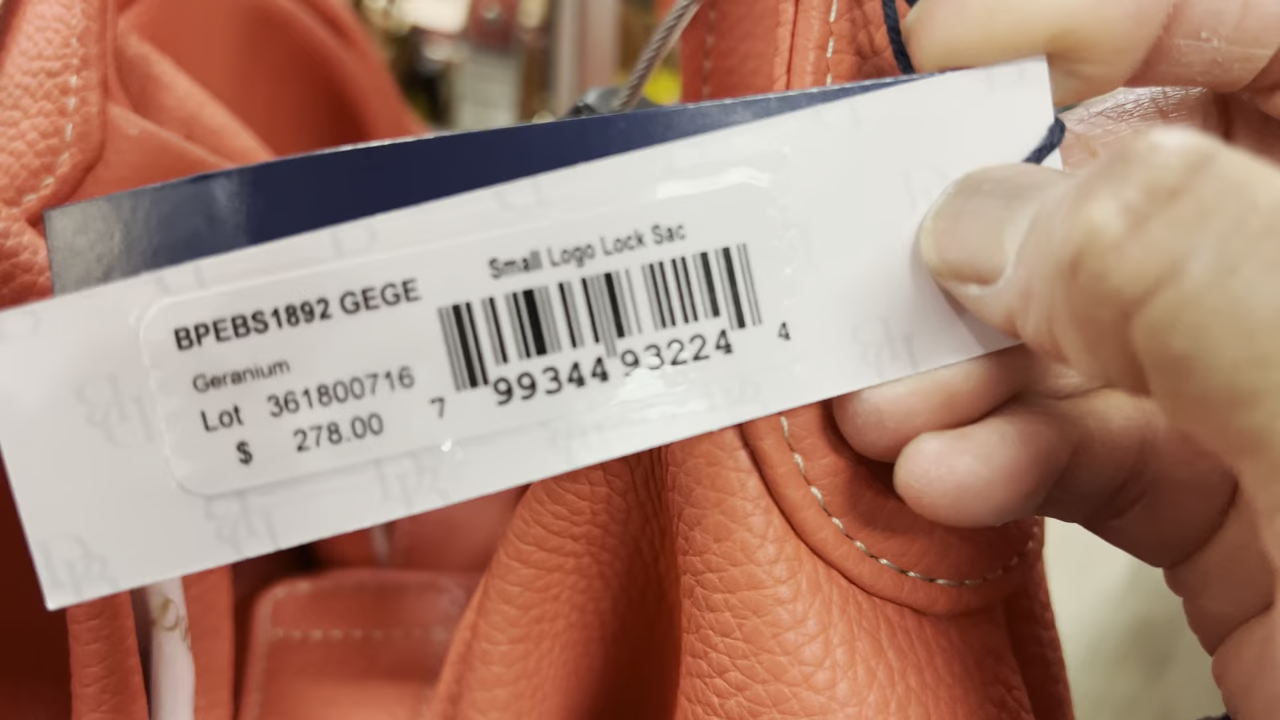 Small Logo Lock Sac
BPEBS1892 GEGE
Geranium
Lot 361800716
$ 278.00
7 99344 93224 4